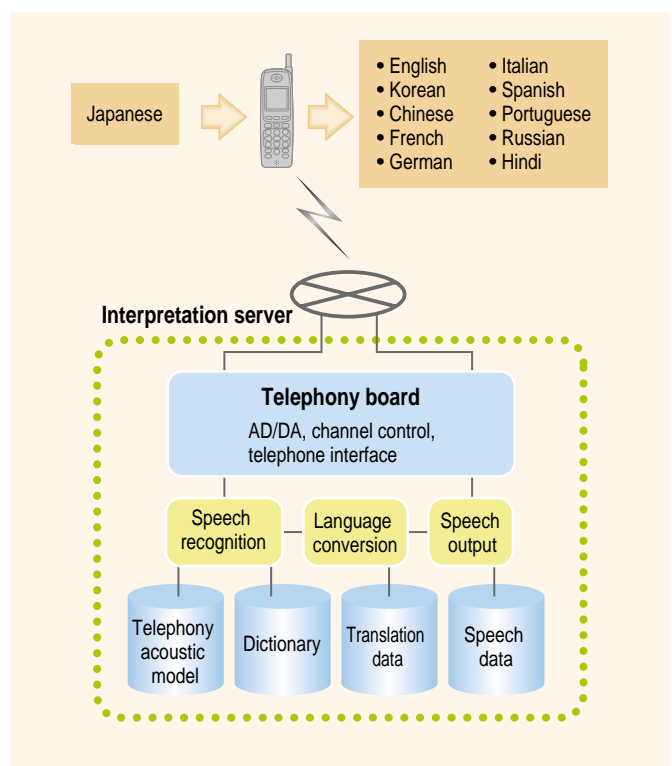 Japanese
• English
• Korean
• Chinese
• French
• German
• Italian
• Spanish
• Portuguese
• Russian
• Hindi
Interpretation server
Telephony board
AD/DA, channel control,
telephone interface
Speech
recognition
Language
conversion
Speech
output
Telephony
acoustic
model
Dictionary
Translation
data
Speech
data